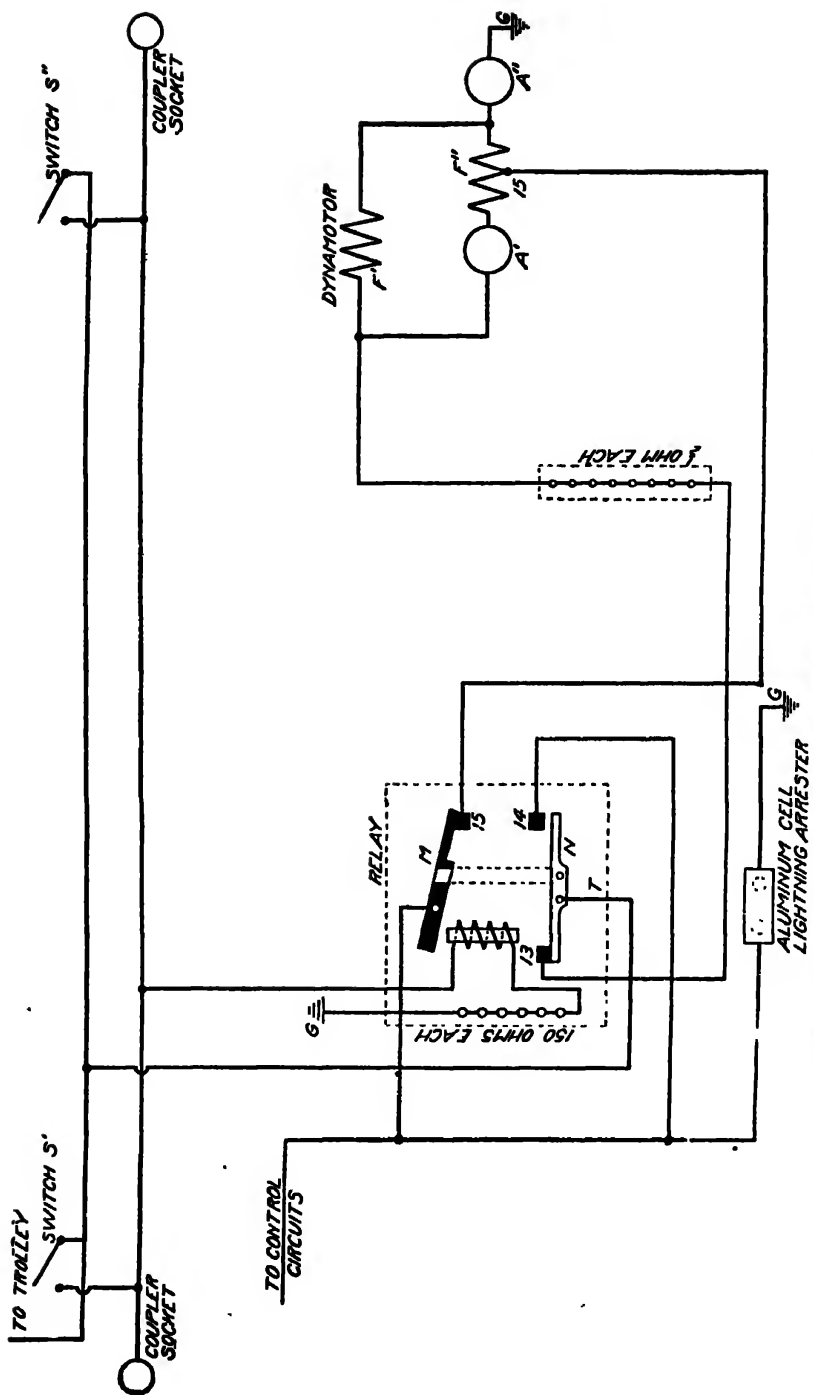 TO TROLLEY
SWITCH S'
COUPLER
SOCKET
SWITCH S"
COUPLER
SOCKET
DYNAMOTOR
F'
F"
15
A'
A"
G
½ OHM EACH
RELAY
M
15
14
N
T
13
G
150 OHMS EACH
TO CONTROL
CIRCUITS
G
ALUMINUM CELL
LIGHTNING ARRESTER